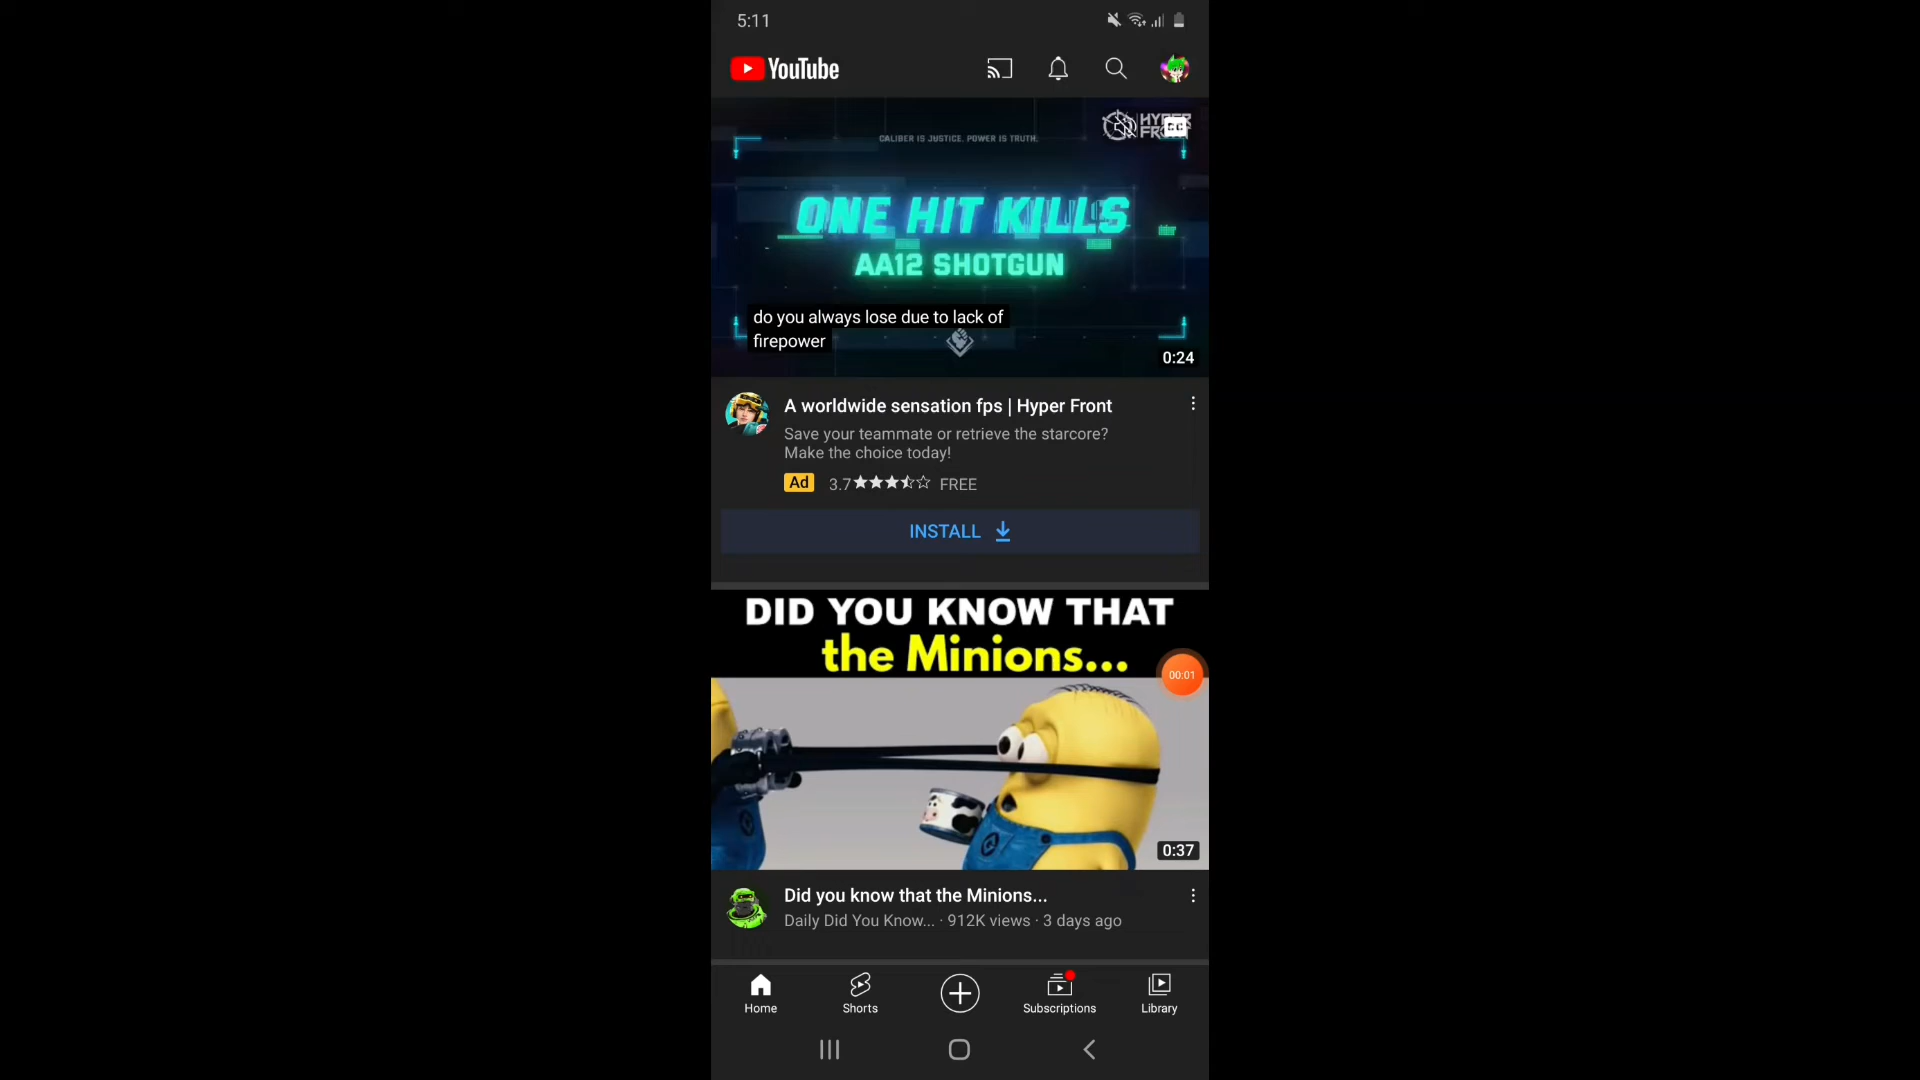 5:11
YouTube
CALIBER IS JUSTICE. POWER IS TRUTH.
HYPER
ONE HIT KILLS
AA12 SHOTGUN
do you always lose due to lack of
firepower
0:24
A worldwide sensation fps | Hyper Front
Save your teammate or retrieve the starcore?
Make the choice today!
Ad 3.7 FREE
INSTALL
DID YOU KNOW THAT
the Minions...
00:01
0:37
Did you know that the Minions...
Daily Did You Know... · 912K views · 3 days ago
Home Shorts Subscriptions Library